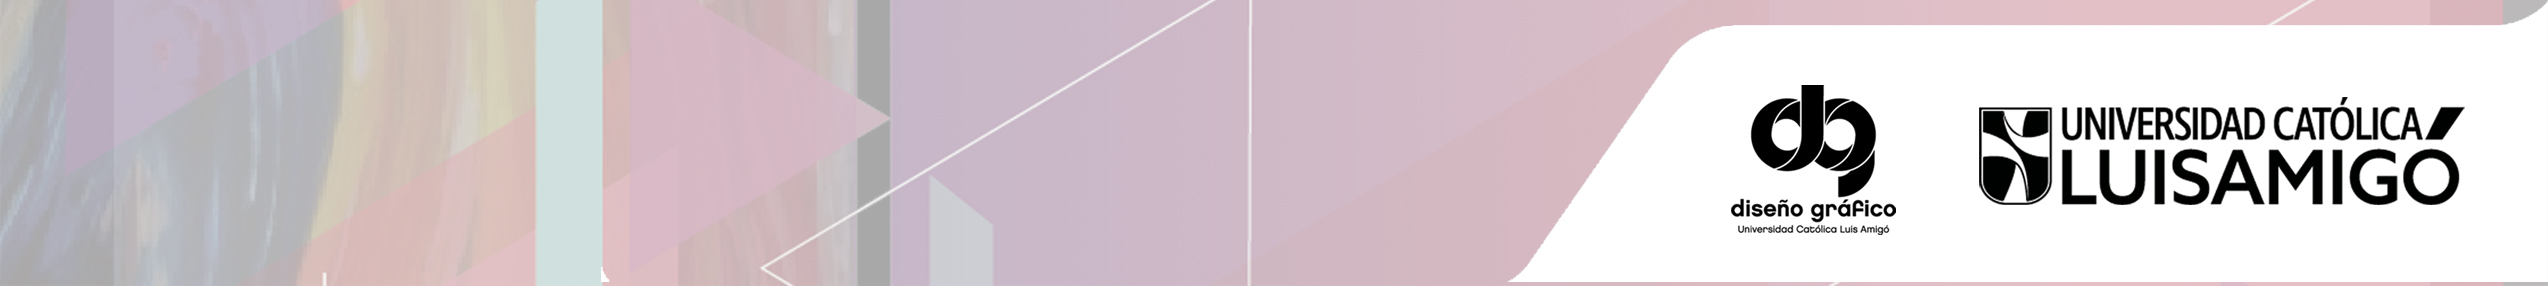 dg
diseño gráfico
Universidad Católica Luis Amigó
UNIVERSIDAD CATÓLICA
LUISAMIGÓ